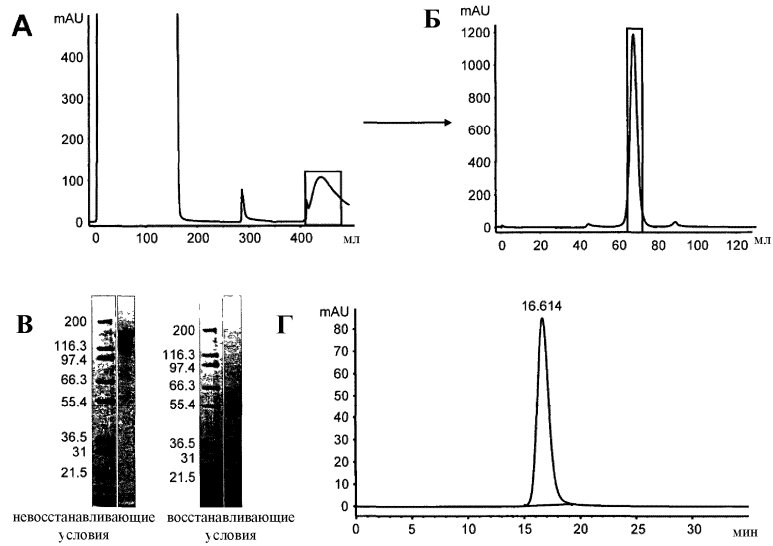 А
mAU
500
400
300
200
100
0
0 100 200 300 400 мл
Б
mAU
1200
1000
800
600
400
200
0
0 20 40 60 80 100 120 мл
В
200
116.3
97.4
66.3
55.4
36.5
31
21.5
невосстанавливающие
условия
200
116.3
97.4
66.3
55.4
36.5
31
21.5
восстанавливающие
условия
Г
mAU
80
70
60
50
40
30
20
10
0
16.614
0 5 10 15 20 25 30 мин